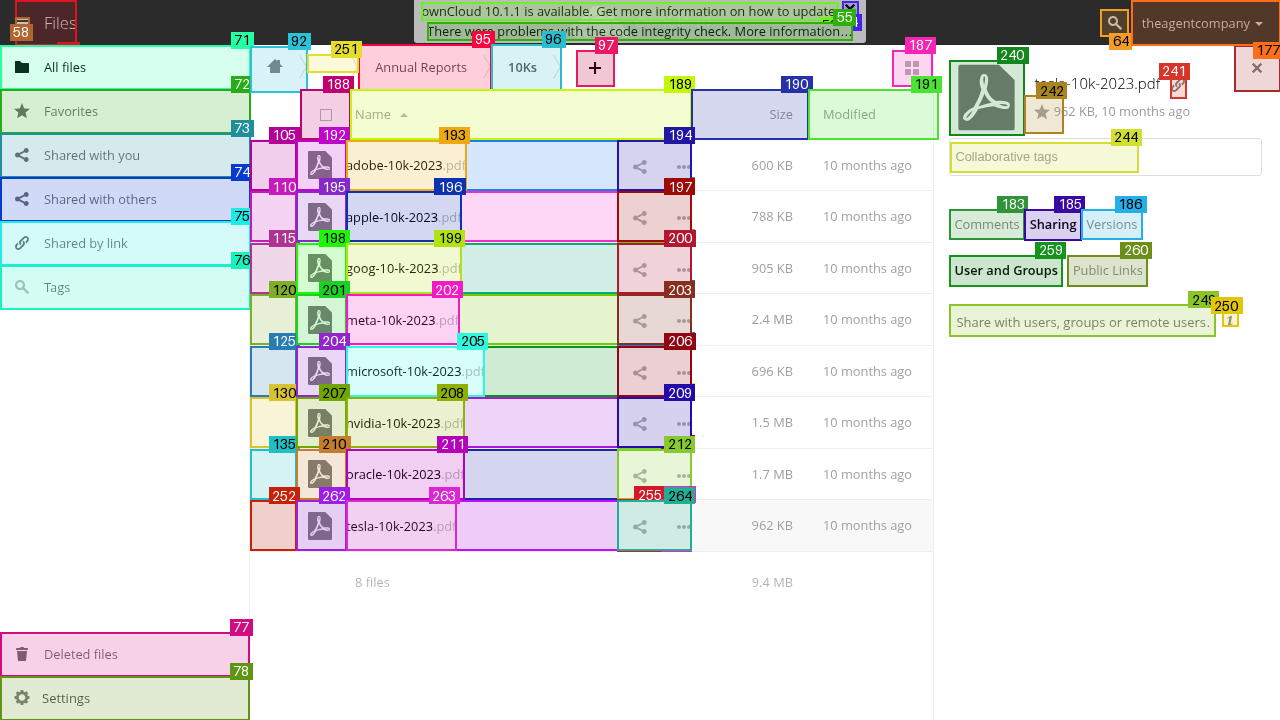 Files
58
ownCloud 10.1.1 is available. Get more information on how to update
There were problems with the code integrity check. More information...
55
64
theagentcompany
71
All files
72
Favorites
73
Shared with you
74
Shared with others
75
Shared by link
76
Tags
77
Deleted files
78
Settings
92
251
95
Annual Reports
96
10Ks
97
+
187
188
189
Name
190
Size
191
Modified
105
192
193
194
adobe-10k-2023.pdf
600 KB
10 months ago
110
195
196
197
apple-10k-2023.pdf
788 KB
10 months ago
115
198
199
200
goog-10-k-2023.pdf
905 KB
10 months ago
120
201
202
203
meta-10k-2023.pdf
2.4 MB
10 months ago
125
204
205
206
microsoft-10k-2023.pdf
696 KB
10 months ago
130
207
208
209
nvidia-10k-2023.pdf
1.5 MB
10 months ago
135
210
211
212
oracle-10k-2023.pdf
1.7 MB
10 months ago
252
262
263
255
264
tesla-10k-2023.pdf
962 KB
10 months ago
8 files
9.4 MB
177
240
241
242
-10k-2023.pdf
962 KB, 10 months ago
244
Collaborative tags
183
185
186
Comments
Sharing
Versions
259
260
User and Groups
Public Links
249
250
Share with users, groups or remote users.